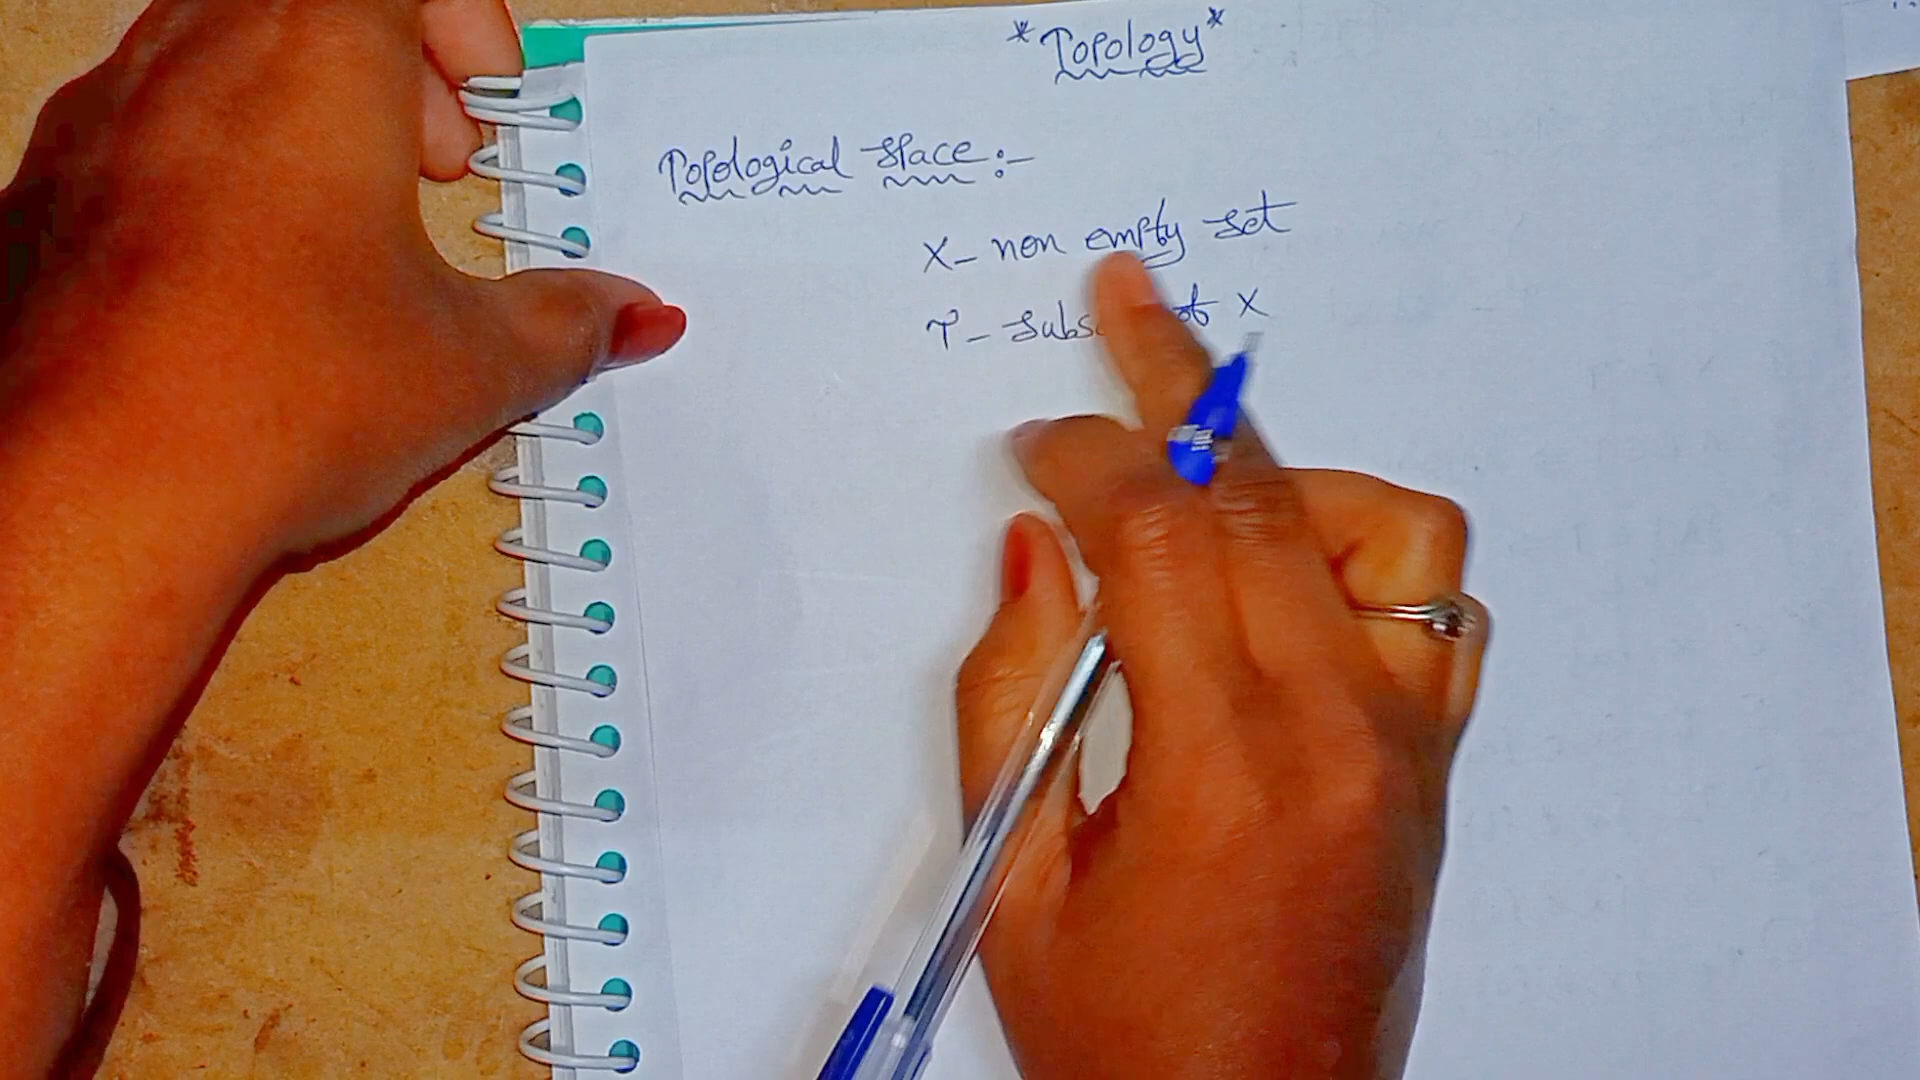 *Topology*
Topological space:-
X - non empty set
T - of X